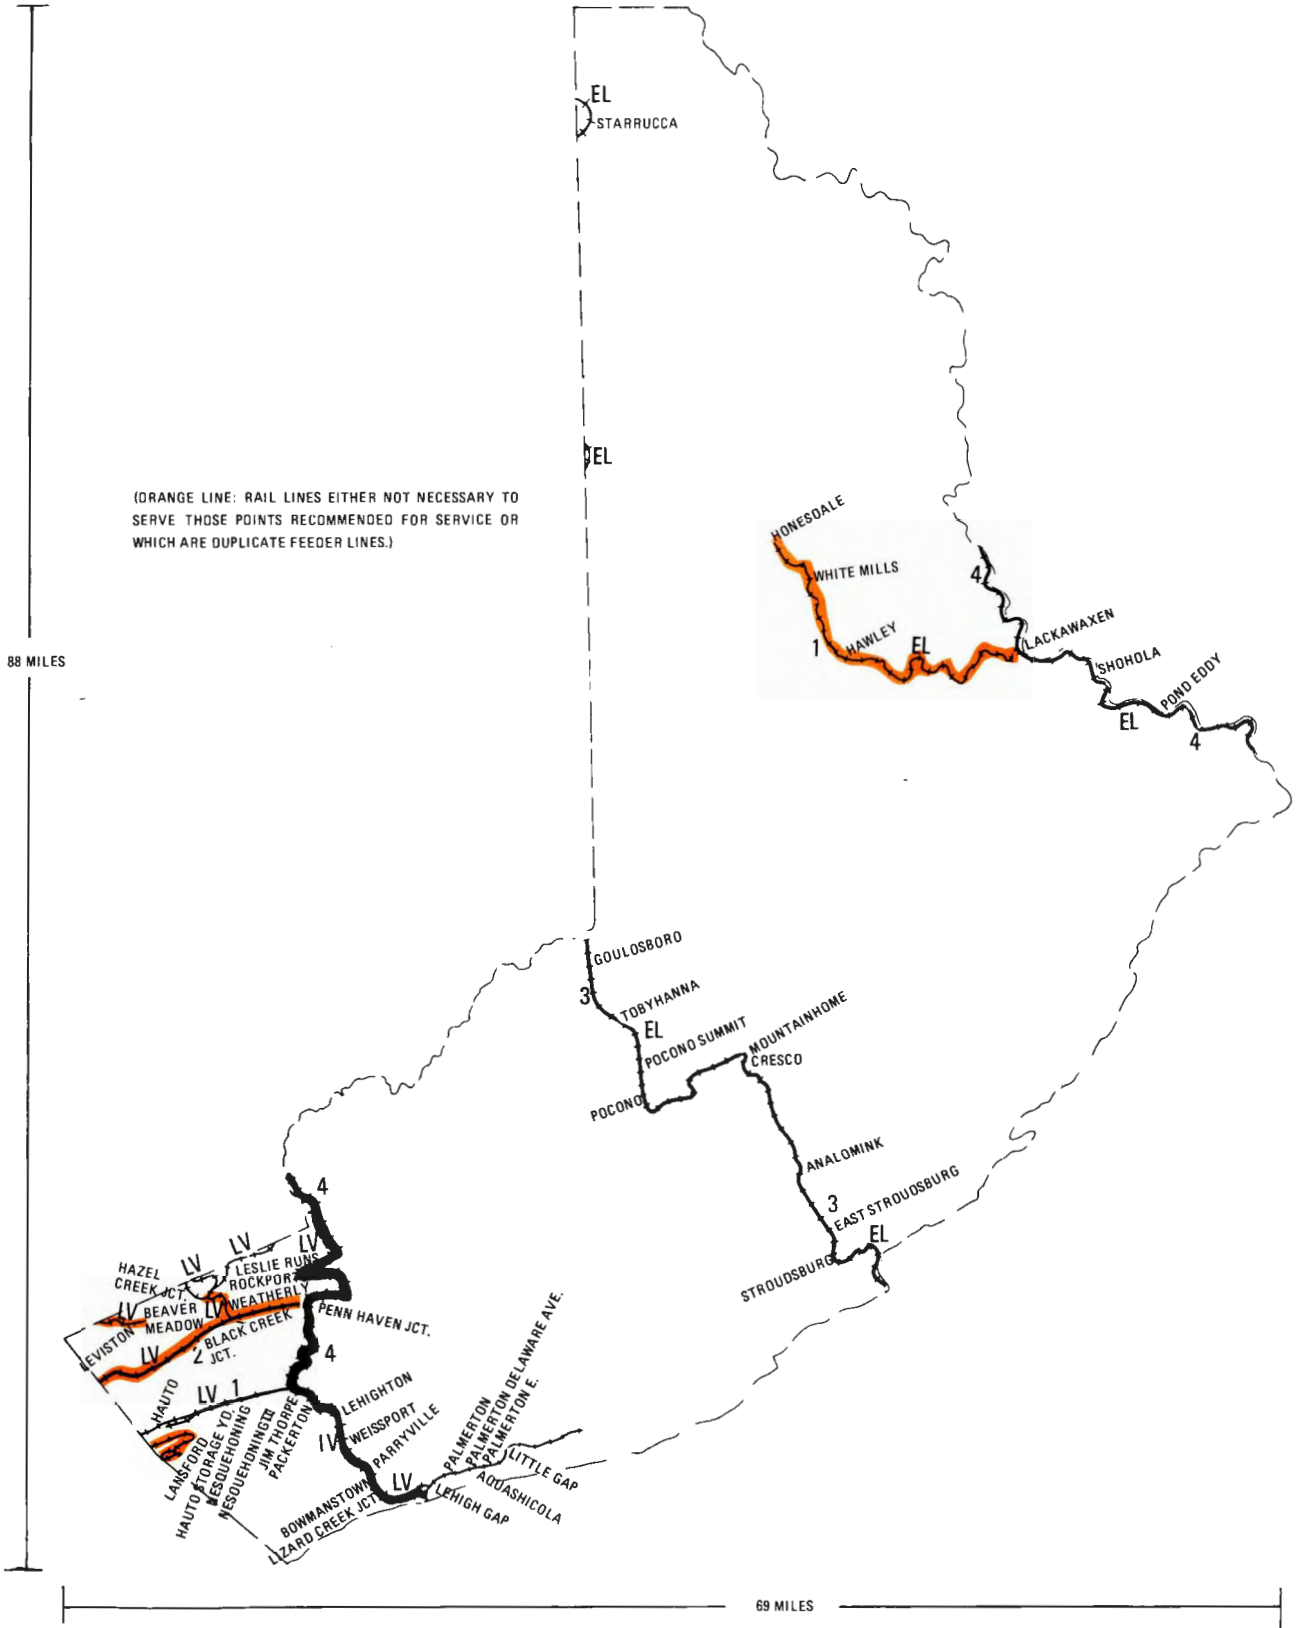 EL
STARRUCCA
EL
(ORANGE LINE: RAIL LINES EITHER NOT NECESSARY TO
SERVE THOSE POINTS RECOMMENDED FOR SERVICE OR
WHICH ARE DUPLICATE FEEDER LINES.)
HONESDALE
WHITE MILLS
4
1
HAWLEY
EL
LACKAWAXEN
88 MILES
SHOHOLA
POND EDDY
EL
4
GOULOSBORO
3
TOBYHANNA
EL
POCONO SUMMIT
MOUNTAINHOME
CRESCO
POCONO
ANALOMINK
3
EAST STROUDSBURG
EL
STROUDSBURG
4
LV
LV
LV
HAZEL
CREEK JCT.
LESLIE RUNS
ROCKPORT
WEATHERLY
LV
BEAVER
MEADOW
LV
PENN HAVEN JCT.
LEVISTON
LV
2
BLACK CREEK
JCT.
4
HAUTO
LV
1
LEHIGHTON
WEISSPORT
PARRYVILLE
LV
LANSFORD
HAUTO STORAGE YD.
NESQUEHONING
NESQUEHONING
JIM THORPE
PACKERTON
PALMERTON
PALMERTON DELAWARE AVE.
PALMERTON E.
LITTLE GAP
AQUASHICOLA
LV
LEHIGH GAP
BOWMANSTOWN
LIZARD CREEK JCT.
69 MILES